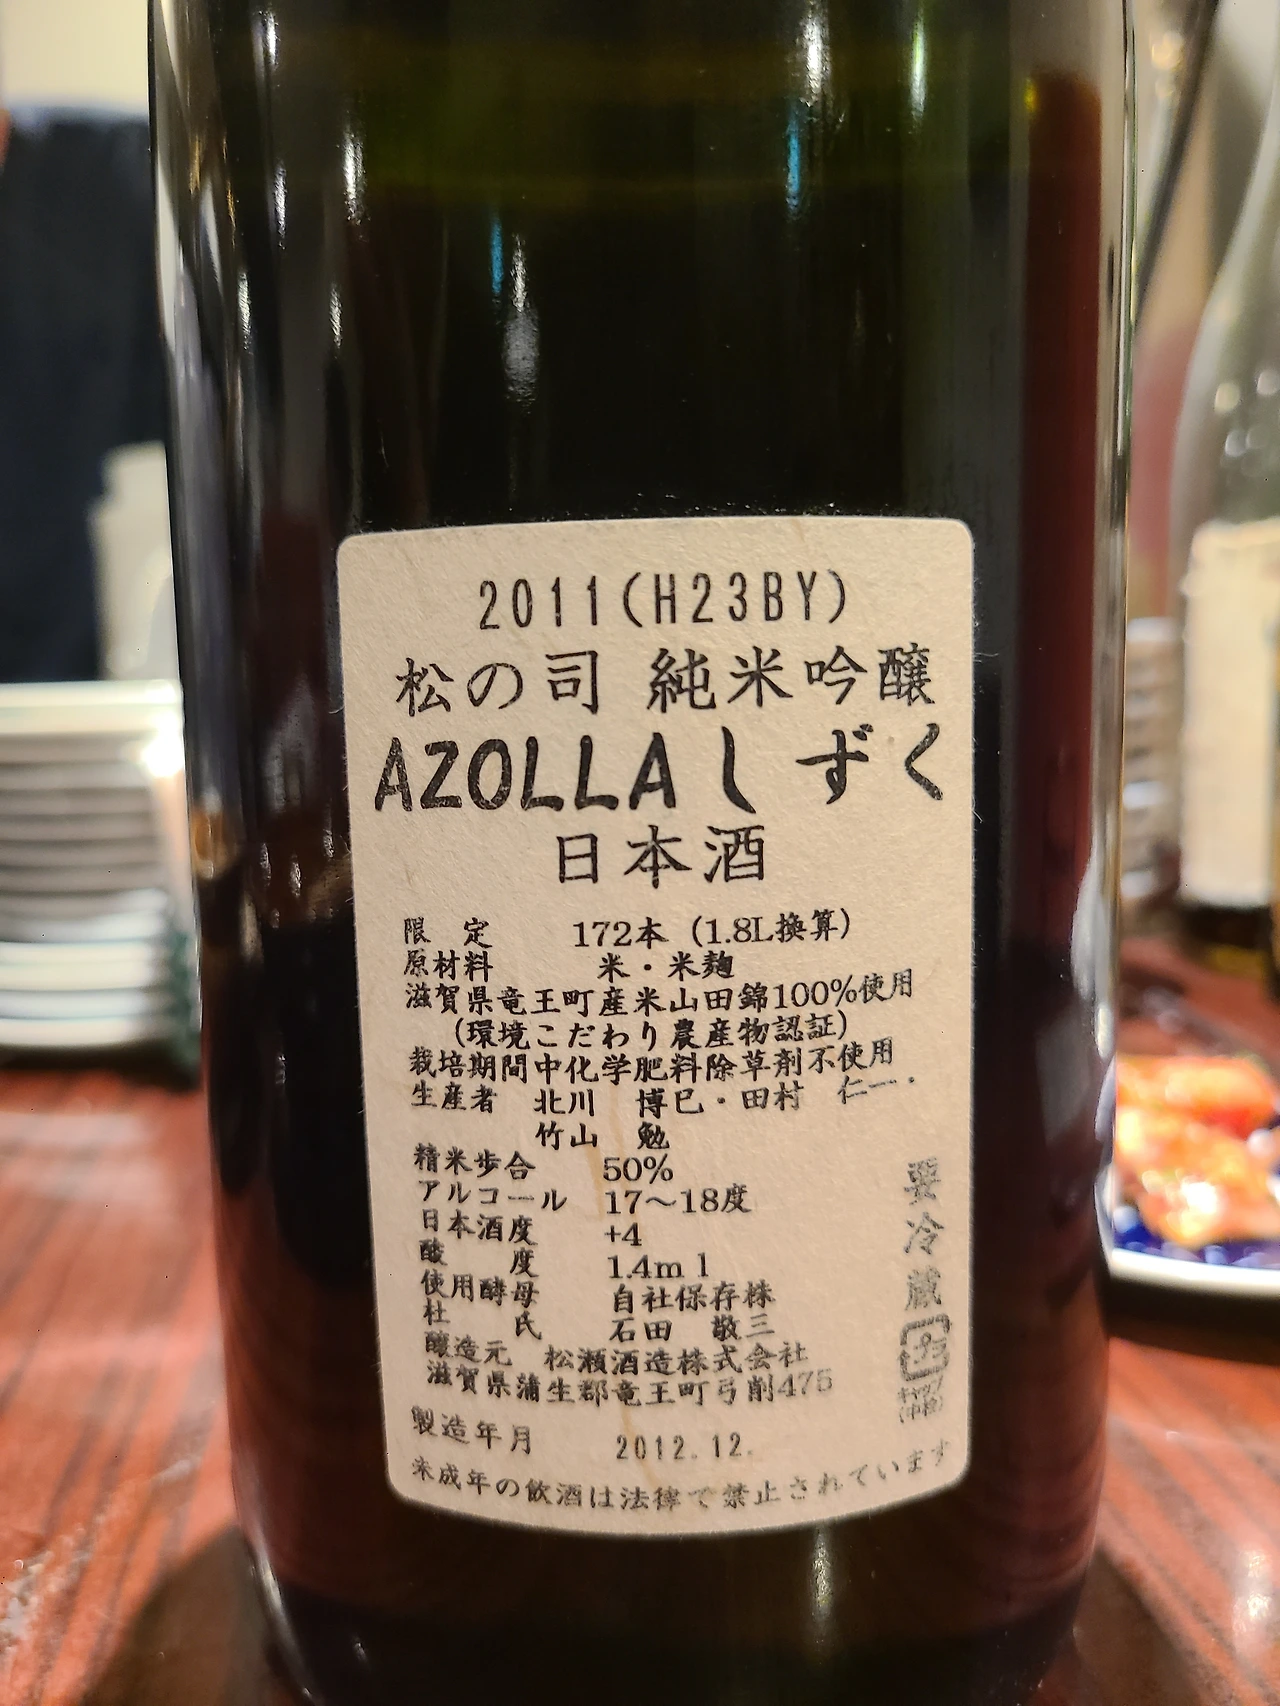 2011(H23BY)
松の司 純米吟醸
AZOLLAしずく
日本酒
限 定 172本 (1.8L換算)
原材料 米・米麹
滋賀県竜王町産米山田錦100%使用
(環境こだわり農産物認証)
栽培期間中化学肥料除草剤不使用
生産者 北川 博巳・田村 仁一・
竹山 勉
精米歩合 50%
アルコール 17〜18度
日本酒度 +4
酸 度 1.4ml
使用酵母 自社保存株
杜 氏 石田 敬三
醸造元 松瀬酒造株式会社
滋賀県蒲生郡竜王町弓削475
製造年月 2012.12.
未成年の飲酒は法律で禁止されています
要冷蔵